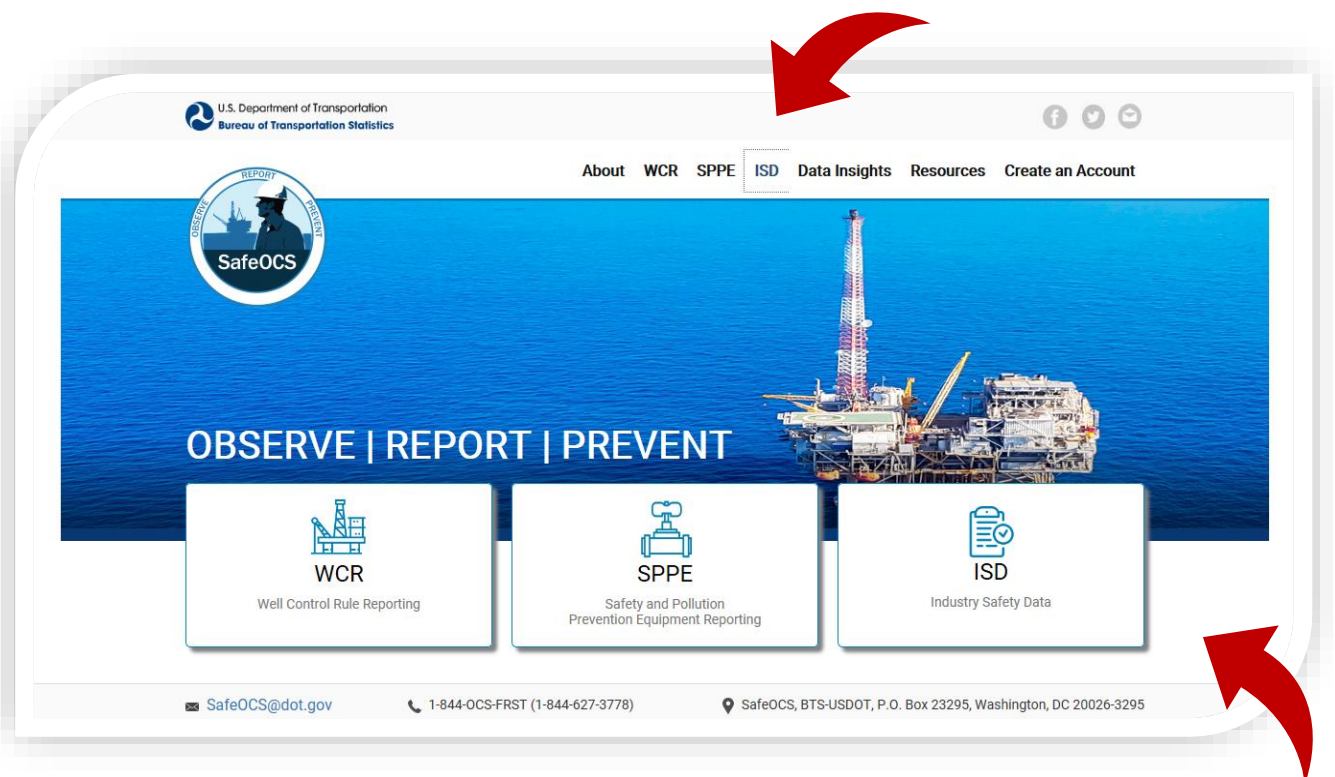 U.S. Department of Transportation
Bureau of Transportation Statistics
About WCR SPPE ISD Data Insights Resources Create an Account
OBSERVE REPORT PREVENT
SafeOCS
OBSERVE | REPORT | PREVENT
WCR
Well Control Rule Reporting
SPPE
Safety and Pollution
Prevention Equipment Reporting
ISD
Industry Safety Data
SafeOCS@dot.gov
1-844-OCS-FRST (1-844-627-3778)
SafeOCS, BTS-USDOT, P.O. Box 23295, Washington, DC 20026-3295